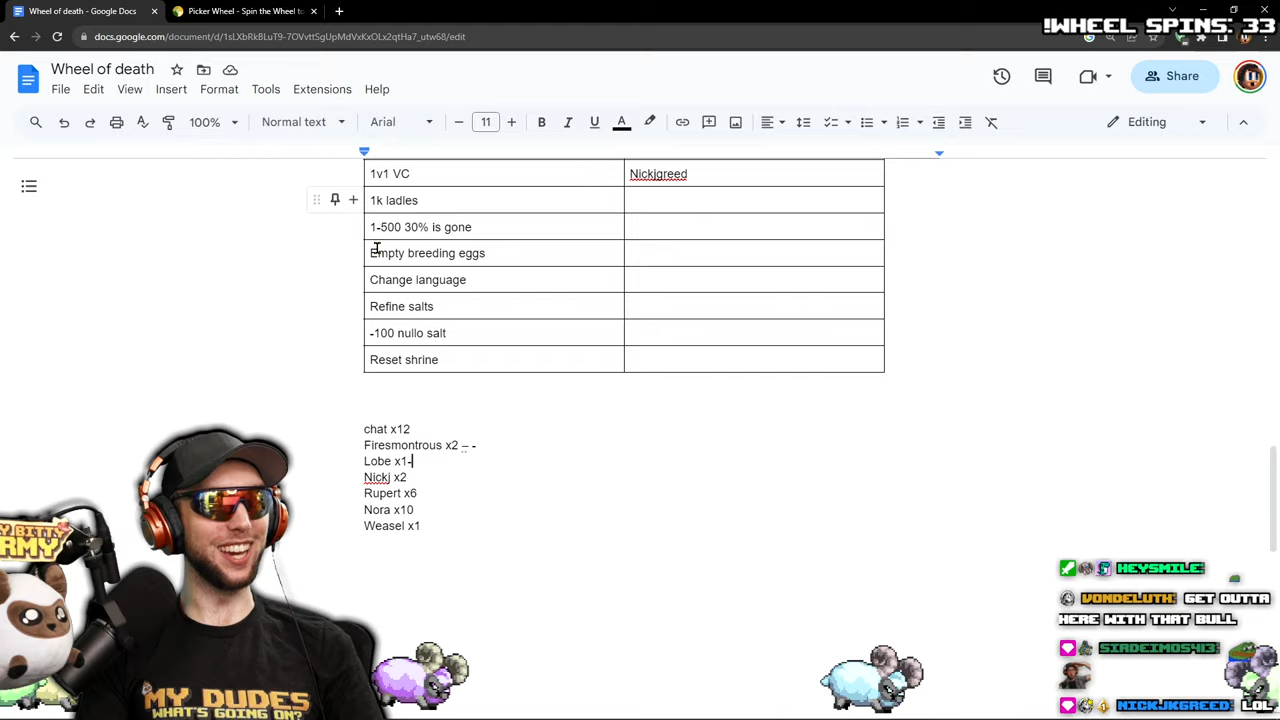 Wheel of death - Google Docs
Picker Wheel - Spin the Wheel to
docs.google.com/document/d/
!WHEEL SPINS: 33
Wheel of death
File Edit View Insert Format Tools Extensions Help
Share
100% Normal text Arial 11 Editing
1v1 VC Nickjgreed
1k ladles
1-500 30% is gone
Empty breeding eggs
Change language
Refine salts
-100 nullo salt
Reset shrine
chat x12
Firesmontrous x2 – -
Lobe x1-
Nickj x2
Rupert x6
Nora x10
Weasel x1
BITTY
ARMY
MY DUDES
WHAT'S GOING ON?
HEYSMILE:
VONDELUTH: GET OUTTA
HERE WITH THAT BULL
SIRDEIMOS413:
NICKJKGREED: LOL